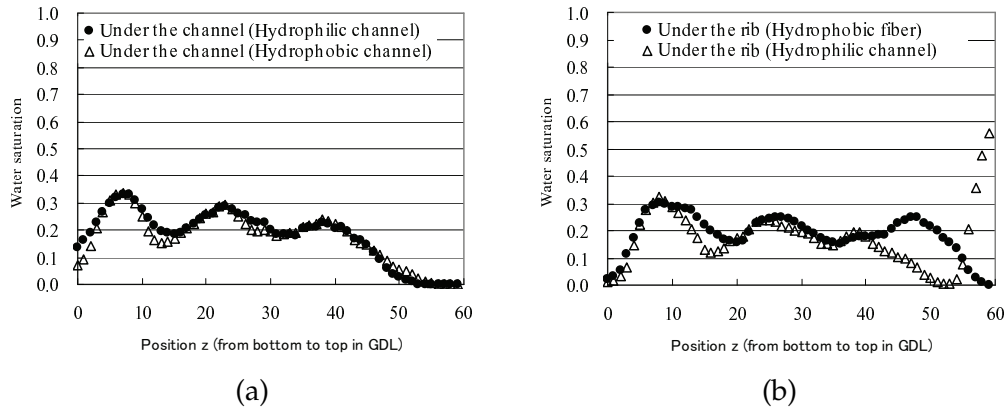 1.0
0.9
0.8
0.7
0.6
0.5
0.4
0.3
0.2
0.1
0.0
Water saturation
Under the channel (Hydrophilic channel)
Under the channel (Hydrophobic channel)
0 10 20 30 40 50 60
Position z (from bottom to top in GDL)
(a)
1.0
0.9
0.8
0.7
0.6
0.5
0.4
0.3
0.2
0.1
0.0
Water saturation
Under the rib (Hydrophobic fiber)
Under the rib (Hydrophilic channel)
0 10 20 30 40 50 60
Position z (from bottom to top in GDL)
(b)